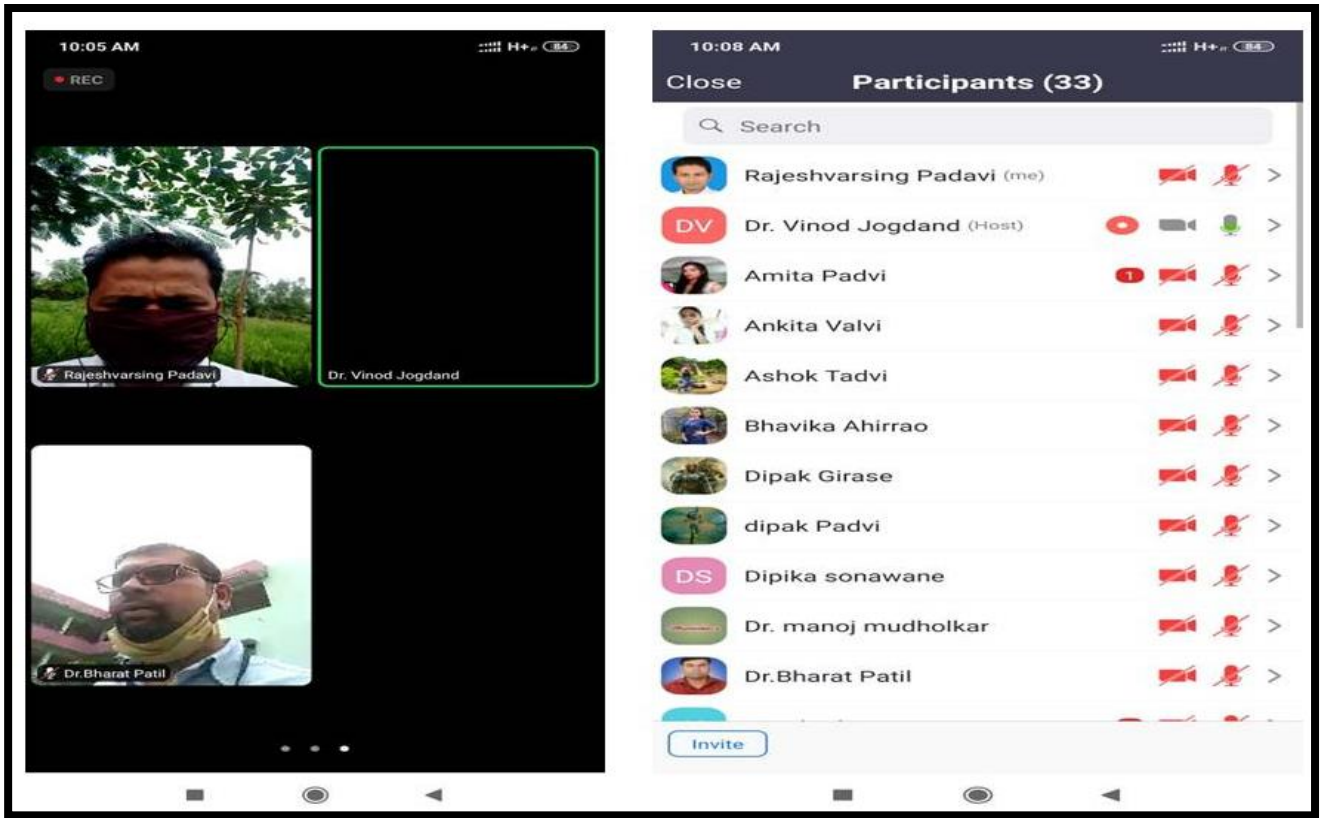 10:05 AM
H+ 84
REC
Rajeshvarsing Padavi
Dr. Vinod Jogdand
Dr.Bharat Patil
10:08 AM
H+ 84
Close
Participants (33)
Search
Rajeshvarsing Padavi (me)
DV Dr. Vinod Jogdand (Host)
Amita Padvi 1
Ankita Valvi
Ashok Tadvi
Bhavika Ahirrao
Dipak Girase
dipak Padvi
DS Dipika sonawane
Dr. manoj mudholkar
Dr.Bharat Patil
Invite